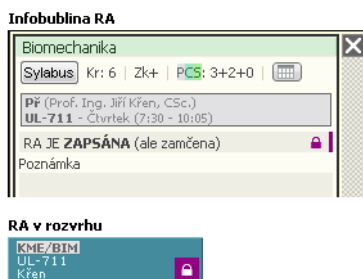 Infobublina RA
Biomechanika
Sylabus Kr: 6 | Zk+ | PCS: 3+2+0 |
Př (Prof. Ing. Jiří Křen, CSc.)
UL-711 - Čtvrtek (7:30 - 10:05)
RA JE ZAPSÁNA (ale zamčena)
Poznámka
RA v rozvrhu
KME/BIM
UL-711
Křen